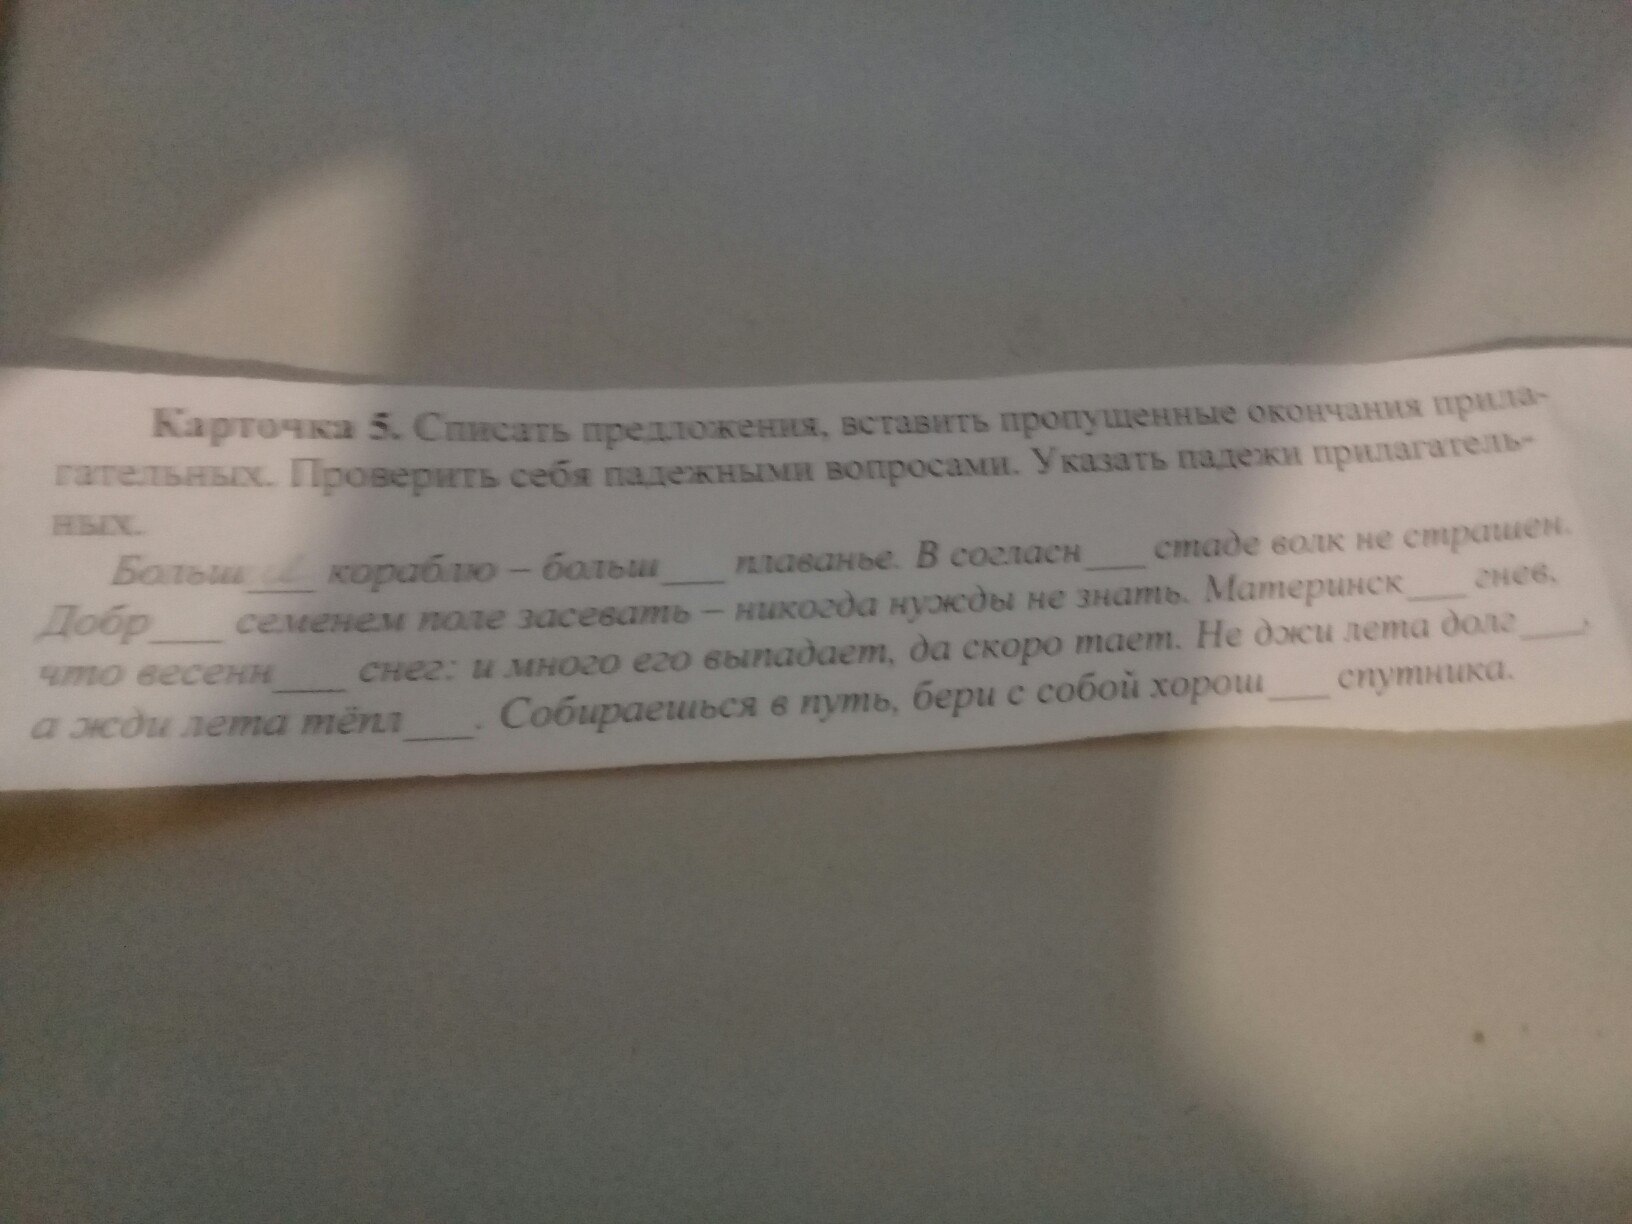 Карточка 5. Списать предложения, вставить пропущенные окончания прила-
гательных. Проверить себя падежными вопросами. Указать падежи прилагатель-
ных.
Больш___ кораблю – больш___ плаванье. В согласн___ стаде волк не страшен.
Добр___ семенем поле засевать – никогда нужды не знать. Материнск___ гнев,
что весенн___ снег: и много его выпадает, да скоро тает. Не джи лета долг___,
а жди лета тёпл___. Собираешься в путь, бери с собой хорош___ спутника.